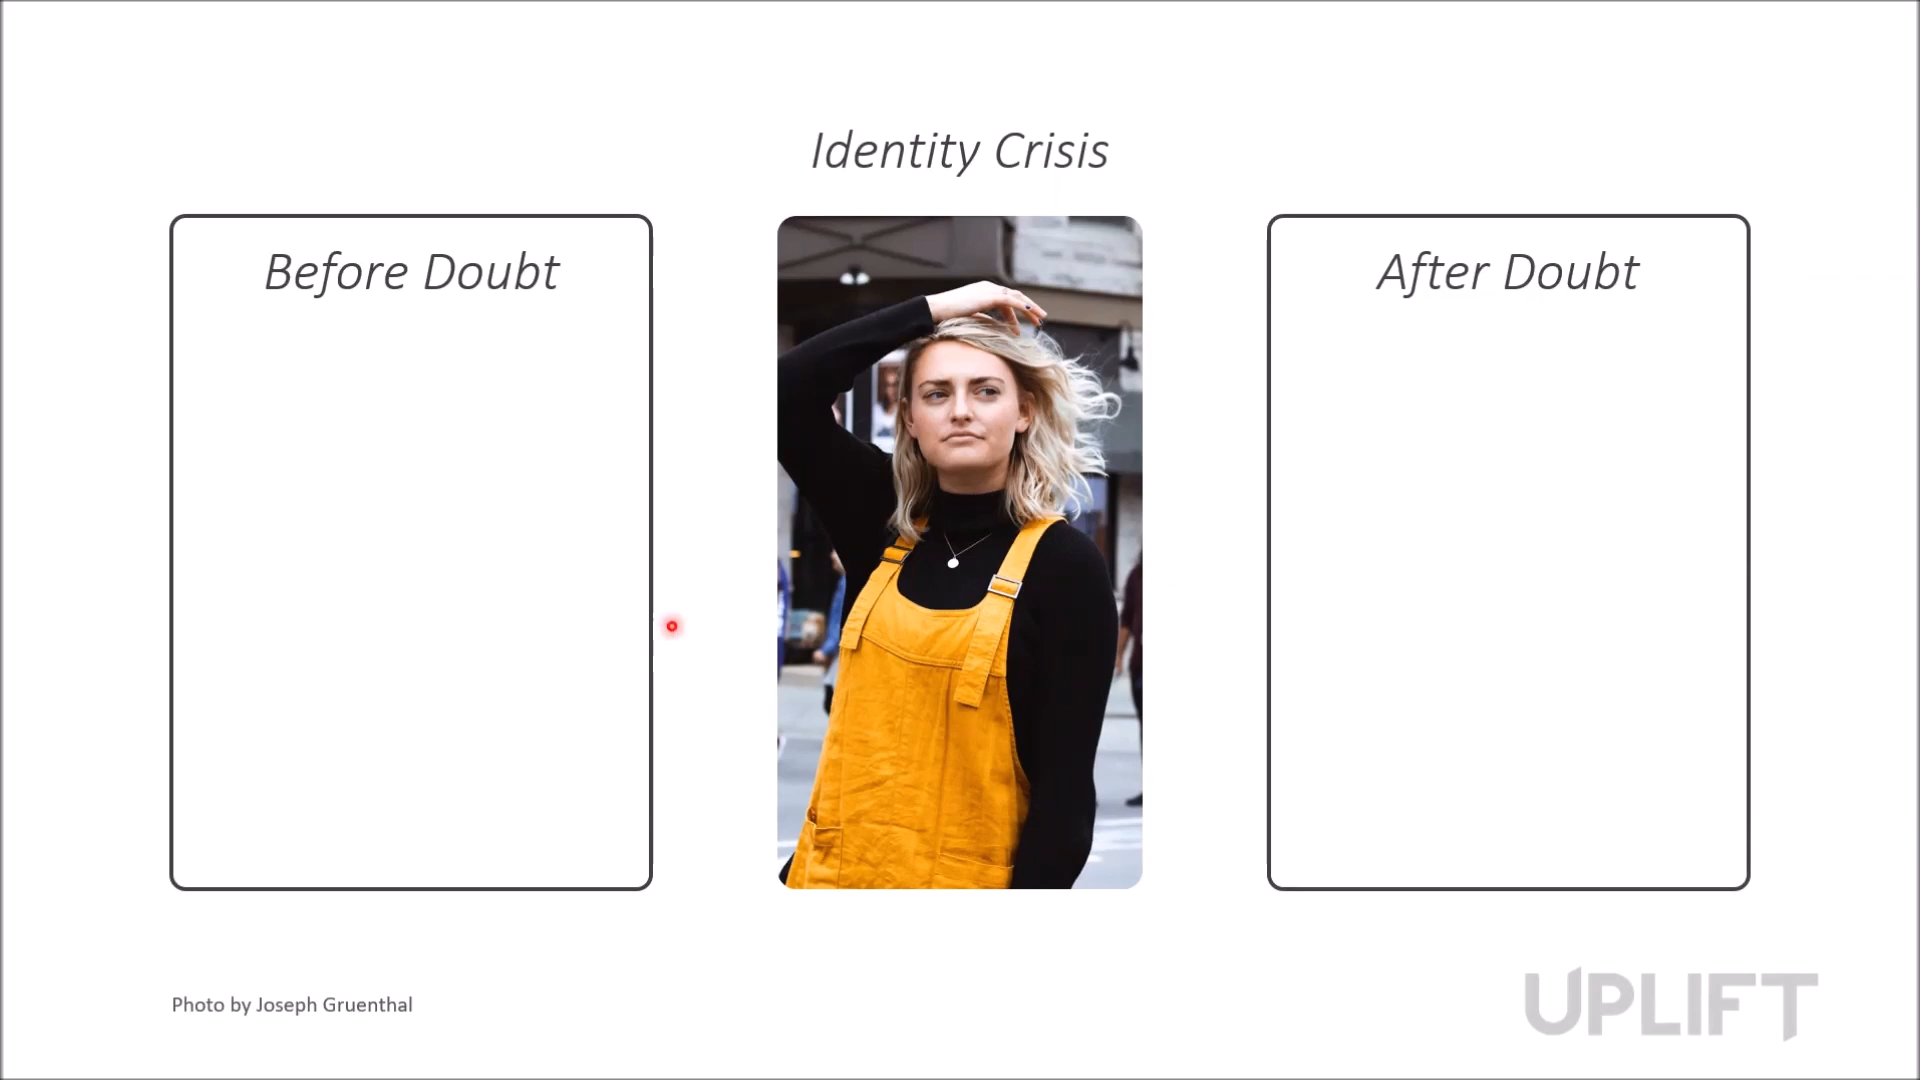 Identity Crisis
Before Doubt
After Doubt
Photo by Joseph Gruenthal
UPLIFT